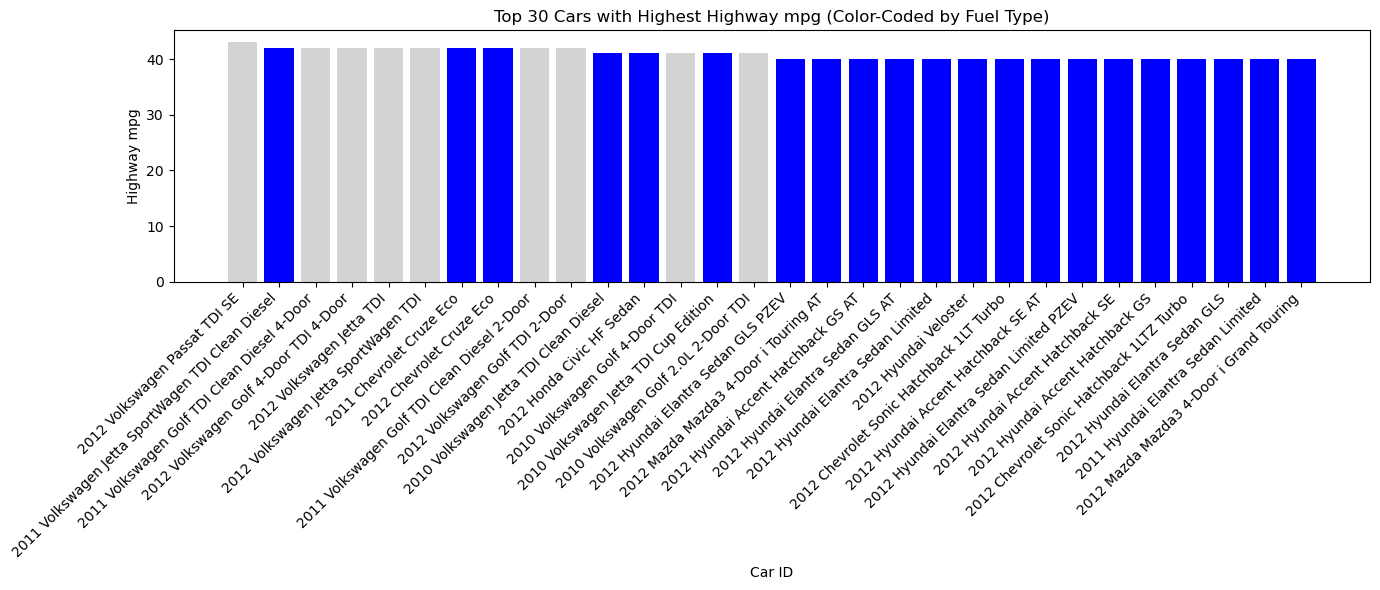 Top 30 Cars with Highest Highway mpg (Color-Coded by Fuel Type)
Highway mpg
40
30
20
10
0
2012 Volkswagen Passat TDI SE
2011 Volkswagen Jetta SportWagen TDI Clean Diesel
2011 Volkswagen Golf TDI Clean Diesel 4-Door
2012 Volkswagen Golf 4-Door TDI 4-Door
2012 Volkswagen Jetta TDI
2012 Volkswagen Jetta SportWagen TDI
2011 Chevrolet Cruze Eco
2012 Chevrolet Cruze Eco
2011 Volkswagen Golf TDI Clean Diesel 2-Door
2012 Volkswagen Golf TDI 2-Door
2010 Volkswagen Jetta TDI Clean Diesel
2012 Honda Civic HF Sedan
2010 Volkswagen Golf 4-Door TDI
2010 Volkswagen Jetta TDI Cup Edition
2010 Volkswagen Golf 2.0L 2-Door TDI
2012 Hyundai Elantra Sedan GLS PZEV
2012 Mazda Mazda3 4-Door i Touring AT
2012 Hyundai Accent Hatchback GS AT
2012 Hyundai Elantra Sedan GLS AT
2012 Hyundai Elantra Sedan Limited
2012 Hyundai Veloster
2012 Chevrolet Sonic Hatchback 1LT Turbo
2012 Hyundai Accent Hatchback SE AT
2012 Hyundai Elantra Sedan Limited PZEV
2012 Hyundai Accent Hatchback SE
2012 Hyundai Accent Hatchback GS
2012 Chevrolet Sonic Hatchback 1LTZ Turbo
2012 Hyundai Elantra Sedan GLS
2011 Hyundai Elantra Sedan Limited
2012 Mazda Mazda3 4-Door i Grand Touring
Car ID